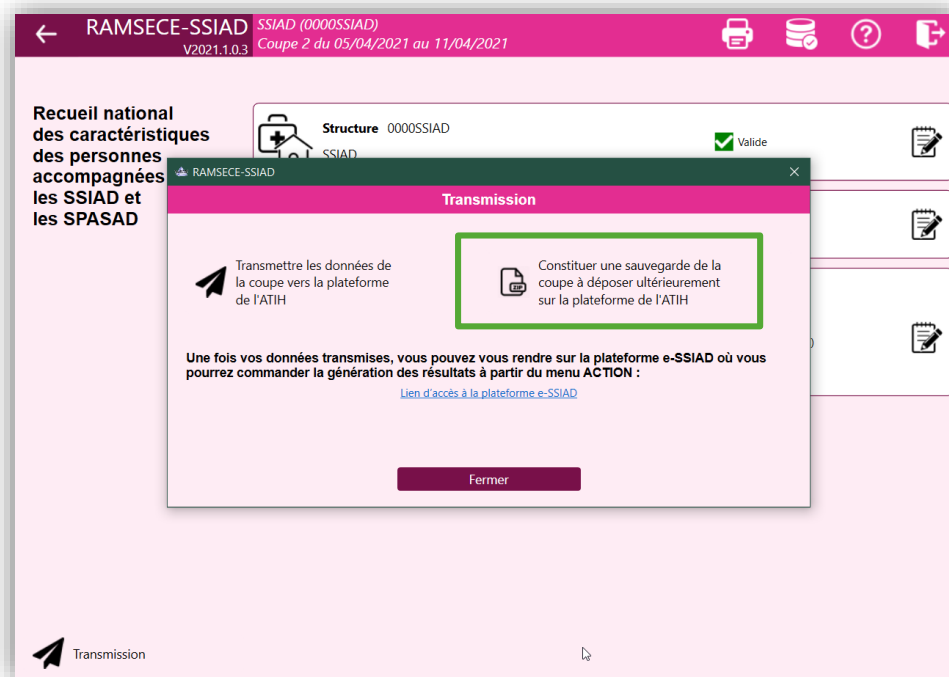 RAMSECE-SSIAD
V2021.1.0.3
SSIAD (0000SSIAD)
Coupe 2 du 05/04/2021 au 11/04/2021
Recueil national
des caractéristiques
des personnes
accompagnées
les SSIAD et
les SPASAD
Structure 0000SSIAD
SSIAD
Valide
RAMSECE-SSIAD
Transmission
Transmettre les données de
la coupe vers la plateforme
de l'ATIH
ZIP
Constituer une sauvegarde de la
coupe à déposer ultérieurement
sur la plateforme de l'ATIH
)
Une fois vos données transmises, vous pouvez vous rendre sur la plateforme e-SSIAD où vous
pourrez commander la génération des résultats à partir du menu ACTION :
Lien d'accès à la plateforme e-SSIAD
Fermer
Transmission